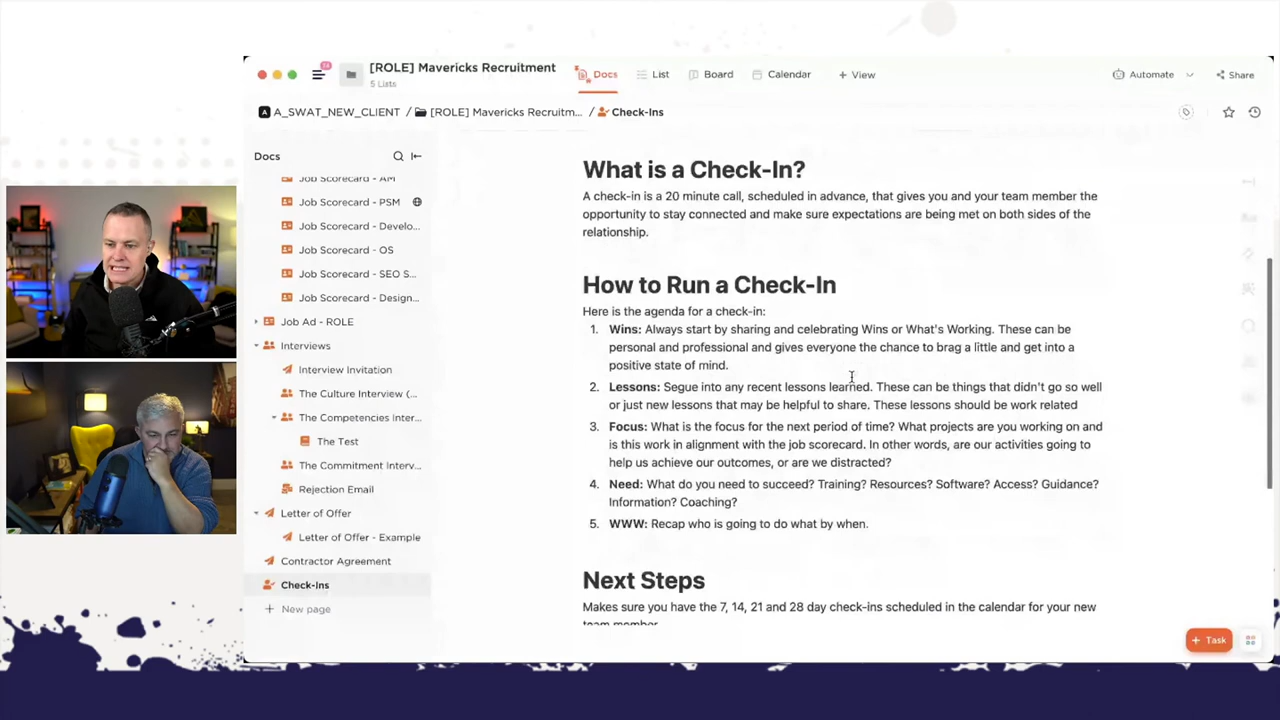 [ROLE] Mavericks Recruitment
5 Lists
Docs
List
Board
Calendar
+ View
Automate
Share
A_SWAT_NEW_CLIENT / [ROLE] Mavericks Recruitm... / Check-Ins
Docs
Job Scorecard - AM
Job Scorecard - PSM
Job Scorecard - Develo...
Job Scorecard - OS
Job Scorecard - SEO S...
Job Scorecard - Design...
Job Ad - ROLE
Interviews
Interview Invitation
The Culture Interview (...
The Competencies Inter...
The Test
The Commitment Interv...
Rejection Email
Letter of Offer
Letter of Offer - Example
Contractor Agreement
Check-Ins
+ New page
What is a Check-In?
A check-in is a 20 minute call, scheduled in advance, that gives you and your team member the
opportunity to stay connected and make sure expectations are being met on both sides of the
relationship.
How to Run a Check-In
Here is the agenda for a check-in:
1. Wins: Always start by sharing and celebrating Wins or What's Working. These can be
personal and professional and gives everyone the chance to brag a little and get into a
positive state of mind.
2. Lessons: Segue into any recent lessons learned. These can be things that didn't go so well
or just new lessons that may be helpful to share. These lessons should be work related
3. Focus: What is the focus for the next period of time? What projects are you working on and
is this work in alignment with the job scorecard. In other words, are our activities going to
help us achieve our outcomes, or are we distracted?
4. Need: What do you need to succeed? Training? Resources? Software? Access? Guidance?
Information? Coaching?
5. WWW: Recap who is going to do what by when.
Next Steps
Makes sure you have the 7, 14, 21 and 28 day check-ins scheduled in the calendar for your new
team member
+ Task